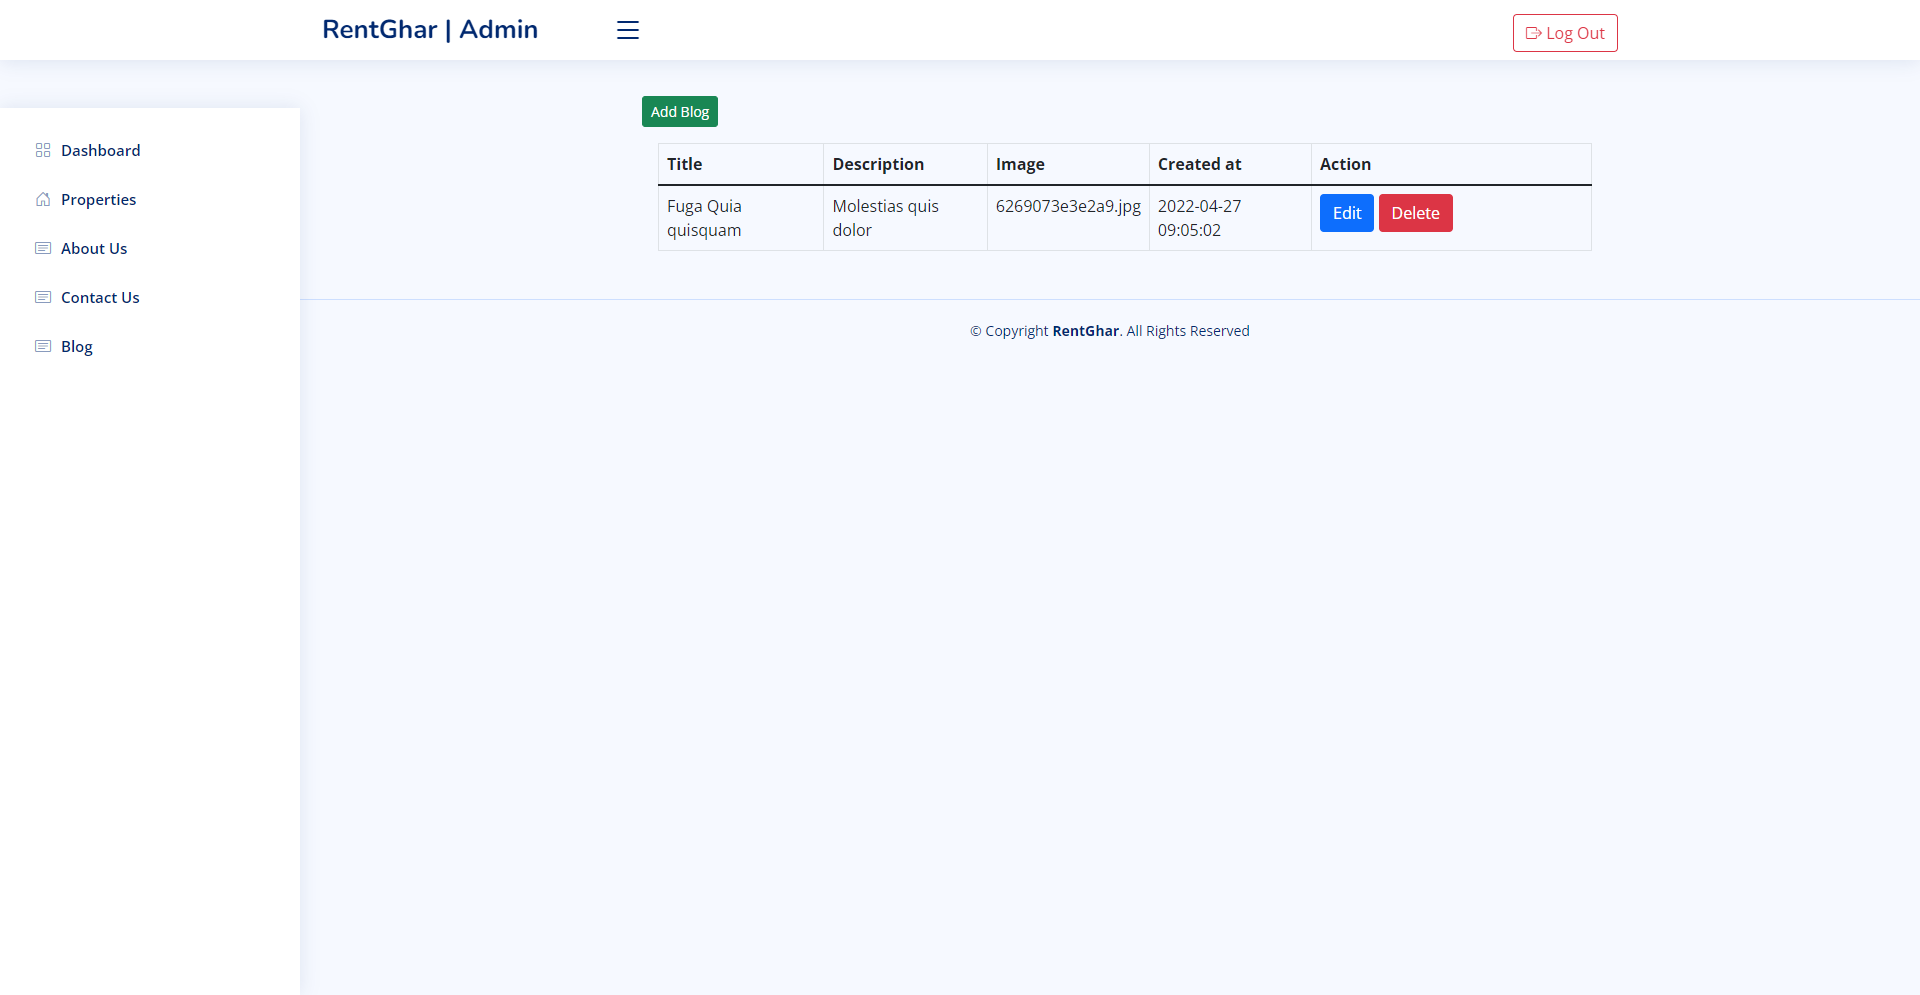 RentGhar | Admin
Log Out
Dashboard
Properties
About Us
Contact Us
Blog
Add Blog
Title Description Image Created at Action
Fuga Quia Molestias quis 6269073e3e2a9.jpg 2022-04-27 Edit Delete
quisquam dolor 09:05:02
© Copyright RentGhar. All Rights Reserved